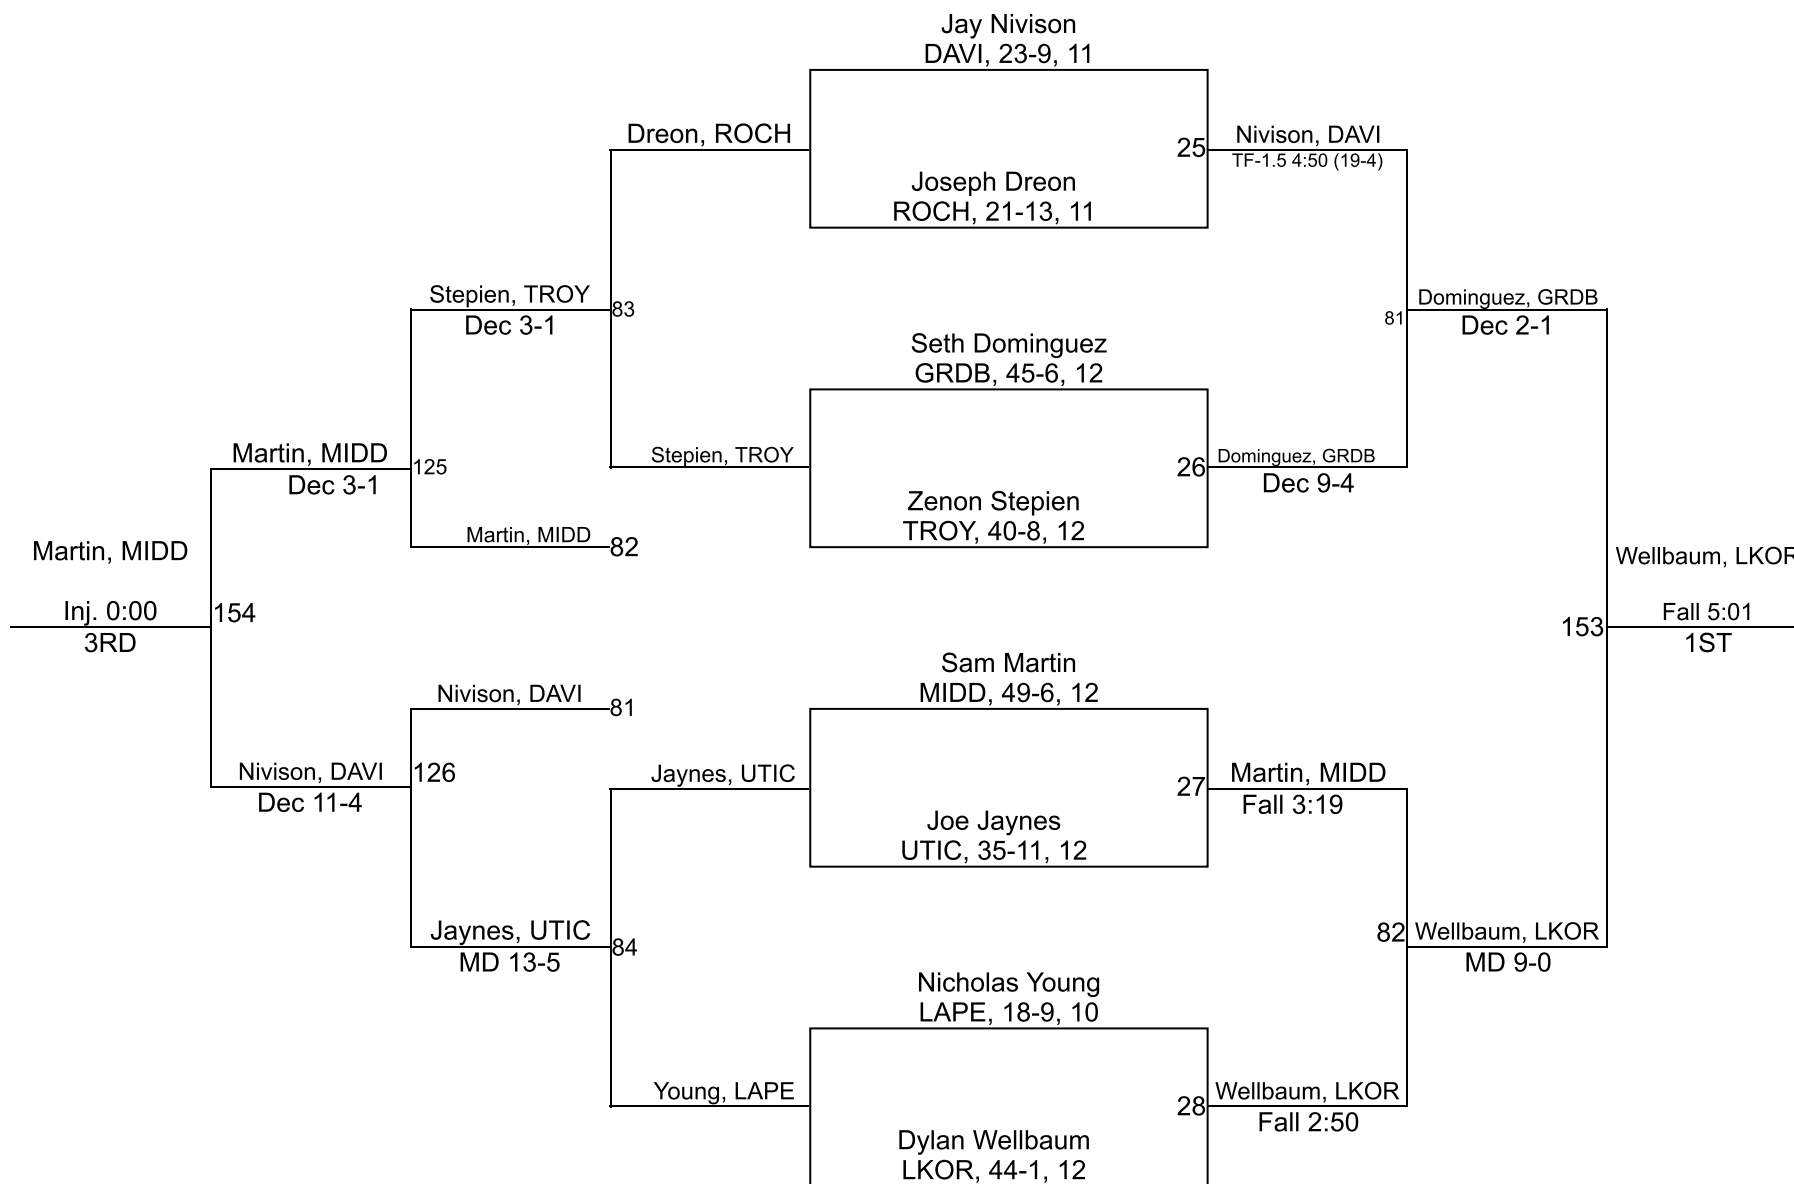 Jay Nivison
DAVI, 23-9, 11
Dreon, ROCH
25
Nivison, DAVI
TF-1.5 4:50 (19-4)
Joseph Dreon
ROCH, 21-13, 11
Stepien, TROY
Dec 3-1
83
81
Dominguez, GRDB
Dec 2-1
Seth Dominguez
GRDB, 45-6, 12
Martin, MIDD
Dec 3-1
125
Stepien, TROY
26
Dominguez, GRDB
Dec 9-4
Zenon Stepien
TROY, 40-8, 12
Martin, MIDD
82
Martin, MIDD
Inj. 0:00
3RD
154
Wellbaum, LKOR
153
Fall 5:01
1ST
Sam Martin
MIDD, 49-6, 12
Nivison, DAVI
81
Nivison, DAVI
Dec 11-4
126
Jaynes, UTIC
27
Martin, MIDD
Fall 3:19
Joe Jaynes
UTIC, 35-11, 12
Jaynes, UTIC
MD 13-5
84
82
Wellbaum, LKOR
MD 9-0
Nicholas Young
LAPE, 18-9, 10
Young, LAPE
28
Wellbaum, LKOR
Fall 2:50
Dylan Wellbaum
LKOR, 44-1, 12